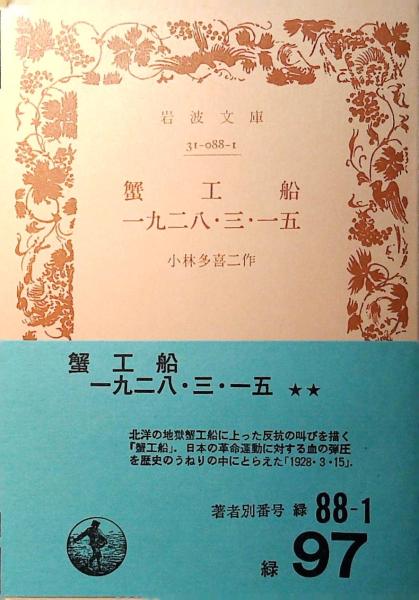 岩波文庫
31-088-1
蟹工船
一九二八・三・一五
小林多喜二作
蟹工船
一九二八・三・一五 ★★
北洋の地獄蟹工船に上った反抗の叫びを描く
「蟹工船」．日本の革命運動に対する血の弾圧
を歴史のうねりの中にとらえた「1928・3・15」．
著者別番号 緑 88-1
緑 97